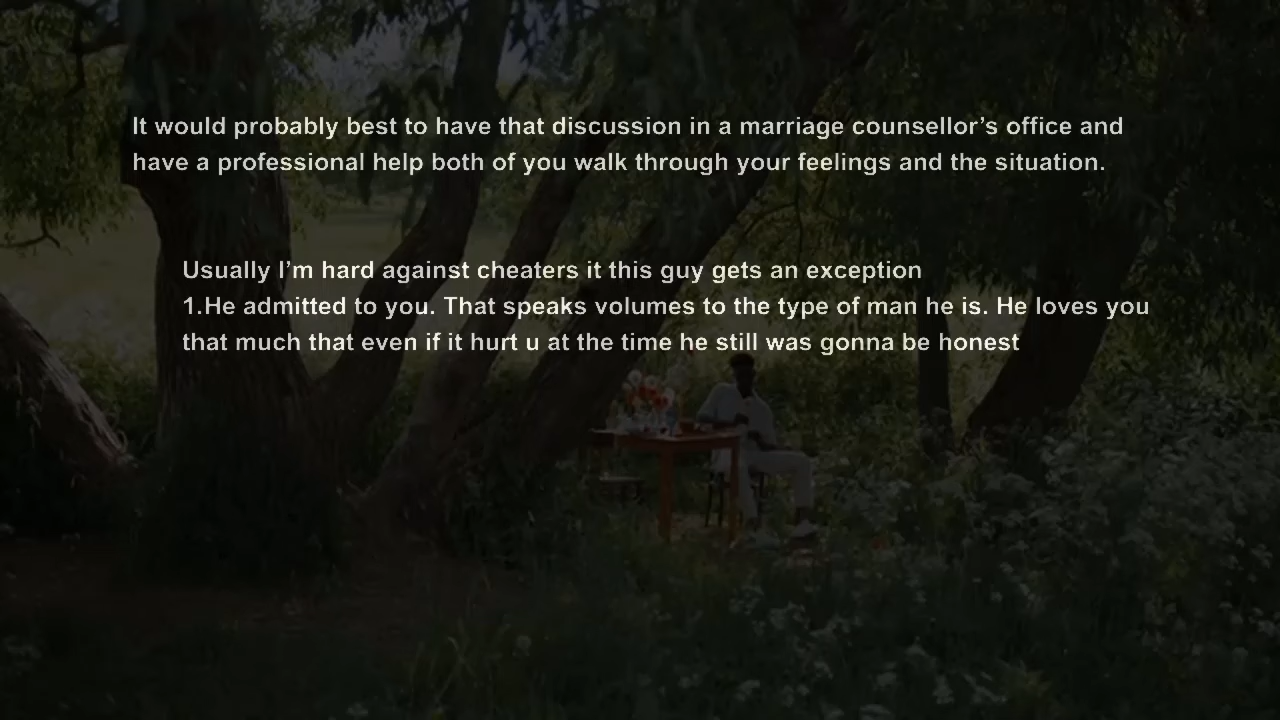 It would probably best to have that discussion in a marriage counsellor’s office and
have a professional help both of you walk through your feelings and the situation.
Usually I’m hard against cheaters it this guy gets an exception
1.He admitted to you. That speaks volumes to the type of man he is. He loves you
that much that even if it hurt u at the time he still was gonna be honest